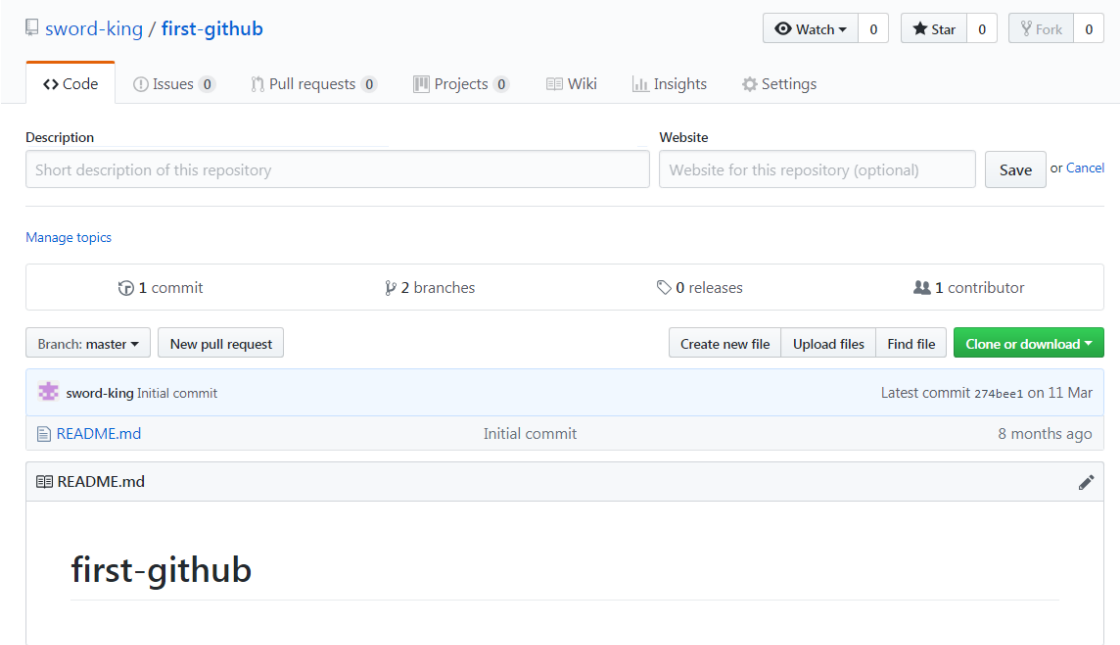 sword-king / first-github
Watch 0 Star 0 Fork 0
Code Issues 0 Pull requests 0 Projects 0 Wiki Insights Settings
Description Website
Short description of this repository Website for this repository (optional) Save or Cancel
Manage topics
1 commit 2 branches 0 releases 1 contributor
Branch: master New pull request Create new file Upload files Find file Clone or download
sword-king Initial commit Latest commit 274bee1 on 11 Mar
README.md Initial commit 8 months ago
README.md
first-github